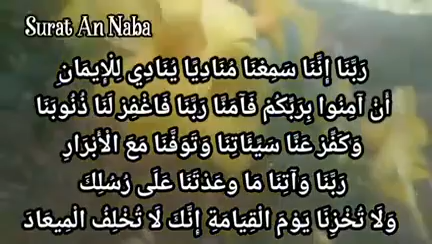 Surat An Naba
رَبَّنَا إِنَّنَا سَمِعْنَا مُنَادِيًا يُنَادِي لِلْإِيمَانِ
أَنْ آمِنُوا بِرَبِّكُمْ فَآمَنَّا رَبَّنَا فَاغْفِرْ لَنَا ذُنُوبَنَا
وَكَفِّرْ عَنَّا سَيِّئَاتِنَا وَتَوَفَّنَا مَعَ الْأَبْرَارِ
رَبَّنَا وَآتِنَا مَا وَعَدْتَنَا عَلَى رُسُلِكَ
وَلَا تُخْزِنَا يَوْمَ الْقِيَامَةِ إِنَّكَ لَا تُخْلِفُ الْمِيعَادَ